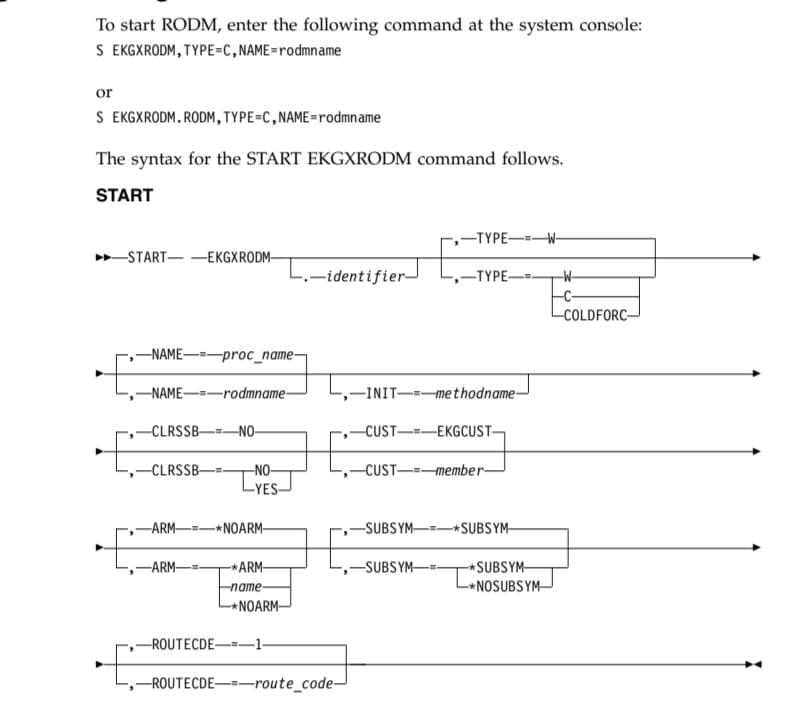 To start RODM, enter the following command at the system console:
S EKGXRODM,TYPE=C,NAME=rodmname
or
S EKGXRODM.RODM,TYPE=C,NAME=rodmname
The syntax for the START EKGXRODM command follows.
START
,—TYPE—=—W
►►—START— —EKGXRODM
.—identifier
,—TYPE—=—W
C
COLDFORC
,—NAME—=—proc_name
,—NAME—=—rodmname ,—INIT—=—methodname
,—CLRSSB—=—NO ,—CUST—=—EKGCUST
,—CLRSSB—=—NO ,—CUST—=—member
YES
,—ARM—=—*NOARM ,—SUBSYM—=—*SUBSYM
,—ARM—=—*ARM ,—SUBSYM—=—*SUBSYM
name *NOSUBSYM
*NOARM
,—ROUTECDE—=—1
,—ROUTECDE—=—route_code